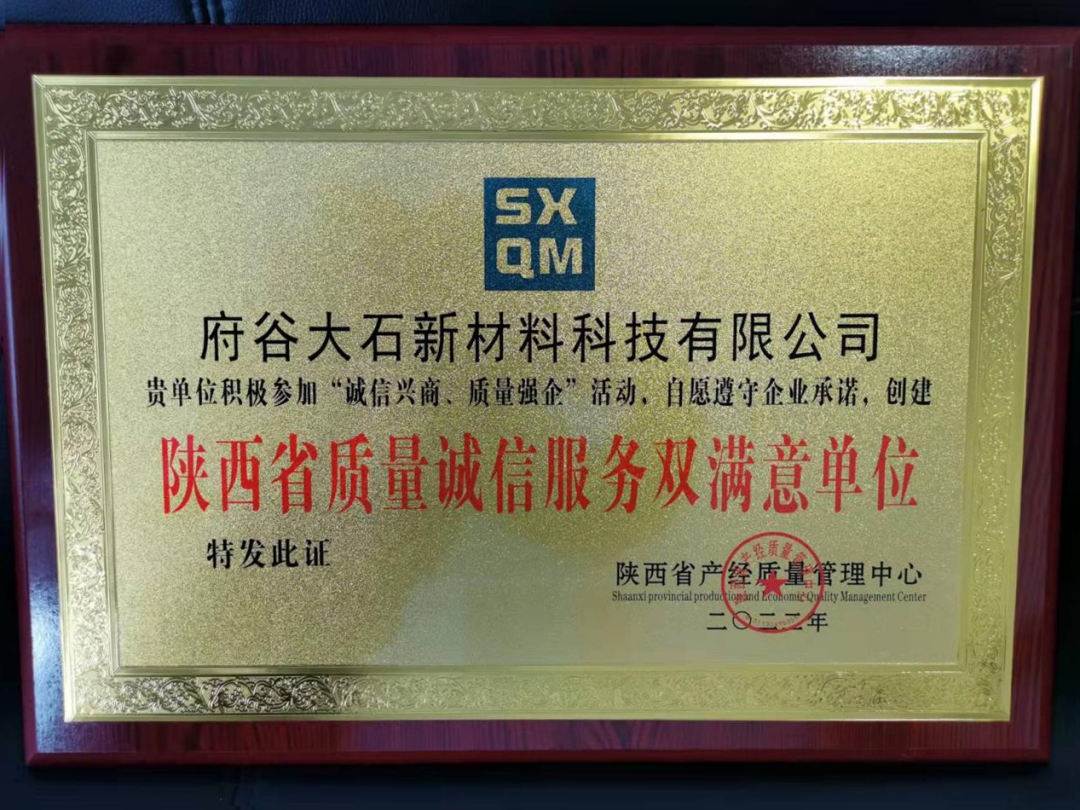 SX
QM
府谷大石新材料科技有限公司
贵单位积极参加“诚信兴商、质量强企”活动，自愿遵守企业承诺，创建
陕西省质量诚信服务双满意单位
特发此证
陕西省产经质量管理中心
Shaanxi provincial production and Economic Quality Management Center
二〇二二年